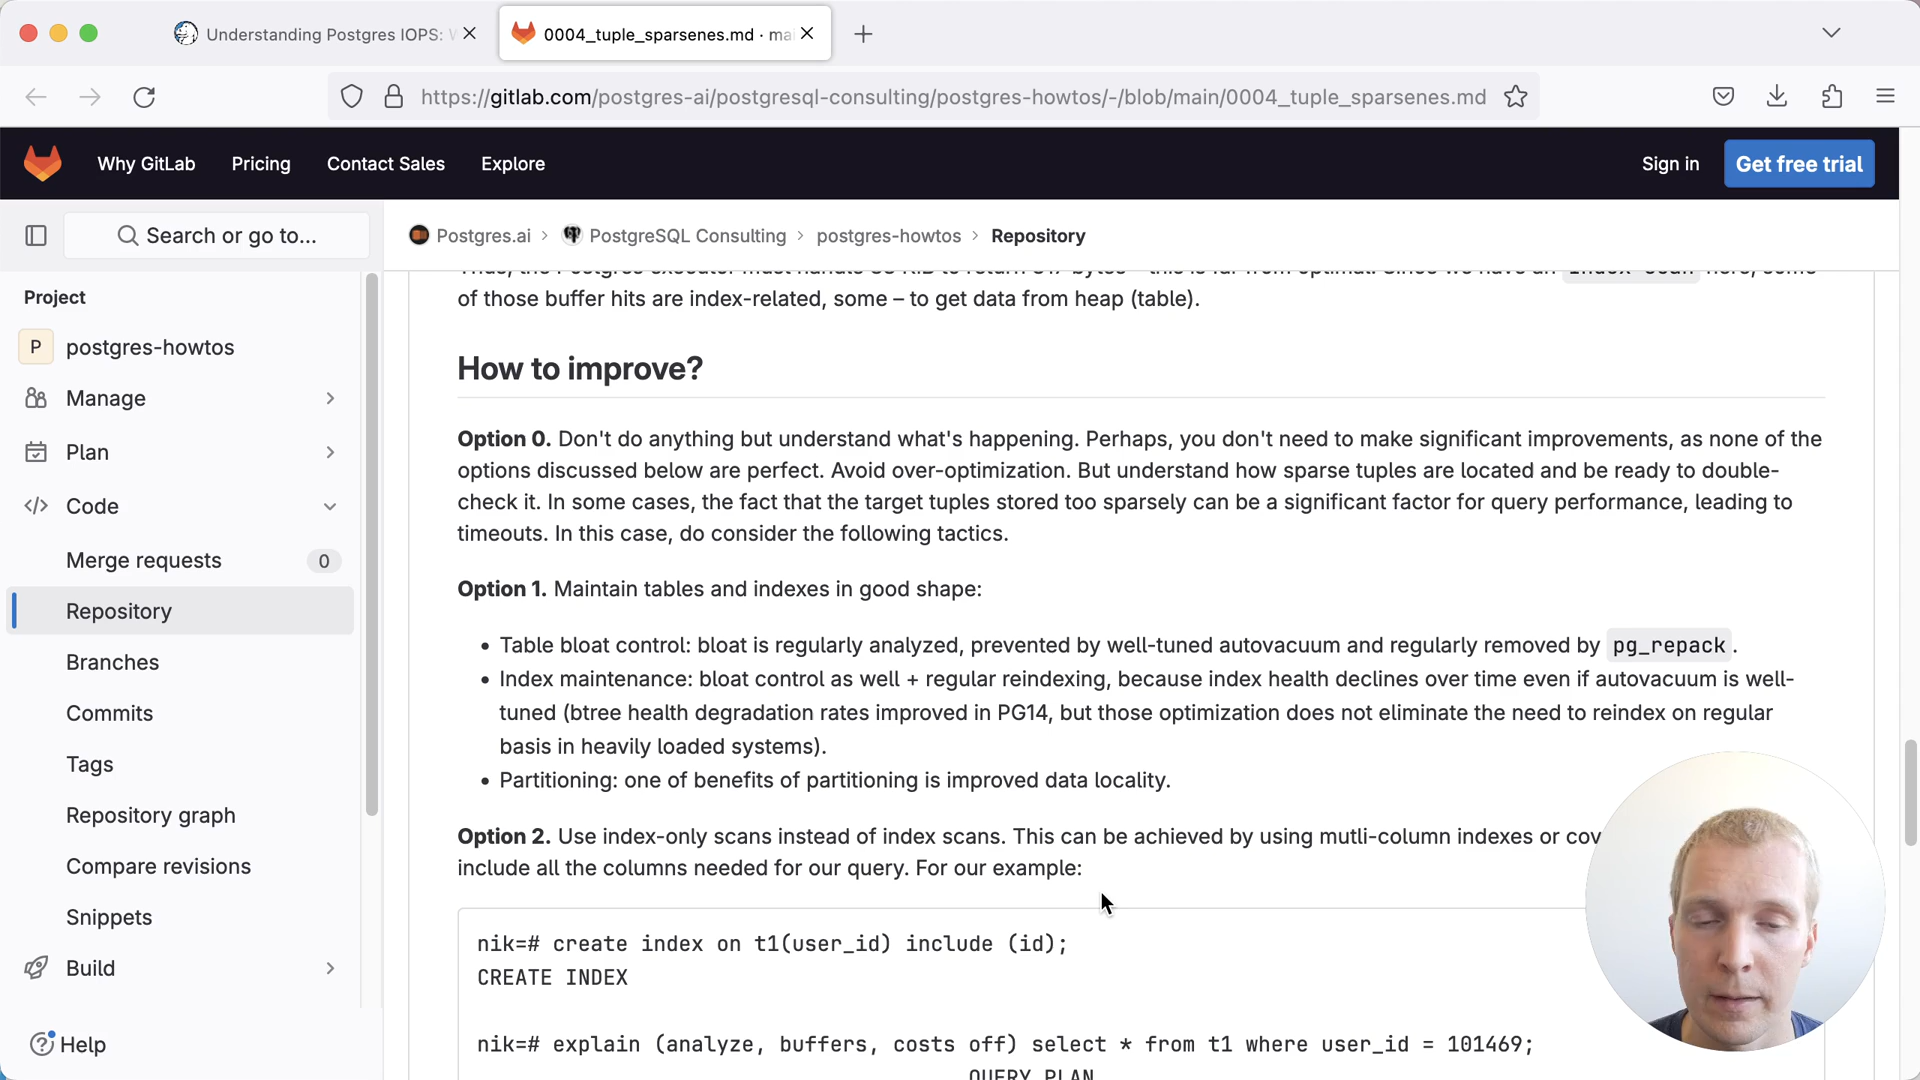 Understanding Postgres IOPS:
0004_tuple_sparsenes.md · mai
https://gitlab.com/postgres-ai/postgresql-consulting/postgres-howtos/-/blob/main/0004_tuple_sparsenes.md
Why GitLab Pricing Contact Sales Explore Sign in Get free trial
Search or go to...
Postgres.ai > PostgreSQL Consulting > postgres-howtos > Repository
Project
P postgres-howtos
Manage
Plan
Code
Merge requests 0
Repository
Branches
Commits
Tags
Repository graph
Compare revisions
Snippets
Build
Help
of those buffer hits are index-related, some – to get data from heap (table).
How to improve?
Option 0. Don't do anything but understand what's happening. Perhaps, you don't need to make significant improvements, as none of the
options discussed below are perfect. Avoid over-optimization. But understand how sparse tuples are located and be ready to double-
check it. In some cases, the fact that the target tuples stored too sparsely can be a significant factor for query performance, leading to
timeouts. In this case, do consider the following tactics.
Option 1. Maintain tables and indexes in good shape:
• Table bloat control: bloat is regularly analyzed, prevented by well-tuned autovacuum and regularly removed by pg_repack.
• Index maintenance: bloat control as well + regular reindexing, because index health declines over time even if autovacuum is well-
tuned (btree health degradation rates improved in PG14, but those optimization does not eliminate the need to reindex on regular
basis in heavily loaded systems).
• Partitioning: one of benefits of partitioning is improved data locality.
Option 2. Use index-only scans instead of index scans. This can be achieved by using mutli-column indexes or cov
include all the columns needed for our query. For our example:
nik=# create index on t1(user_id) include (id);
CREATE INDEX
nik=# explain (analyze, buffers, costs off) select * from t1 where user_id = 101469;
QUERY PLAN